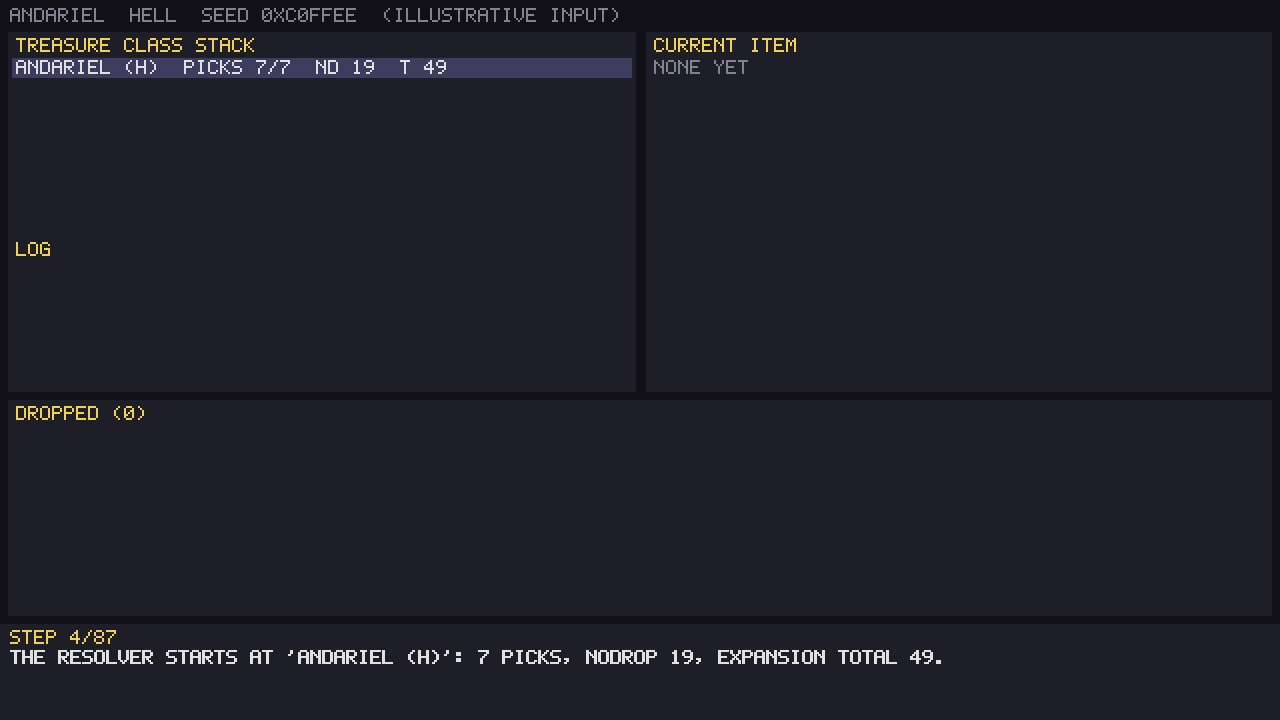 ANDARIEL  HELL  SEED 0XC0FFEE  (ILLUSTRATIVE INPUT)
TREASURE CLASS STACK
ANDARIEL (H)  PICKS 7/7  ND 19  T 49
LOG
CURRENT ITEM
NONE YET
DROPPED (0)
STEP 4/87
THE RESOLVER STARTS AT 'ANDARIEL (H)': 7 PICKS, NODROP 19, EXPANSION TOTAL 49.